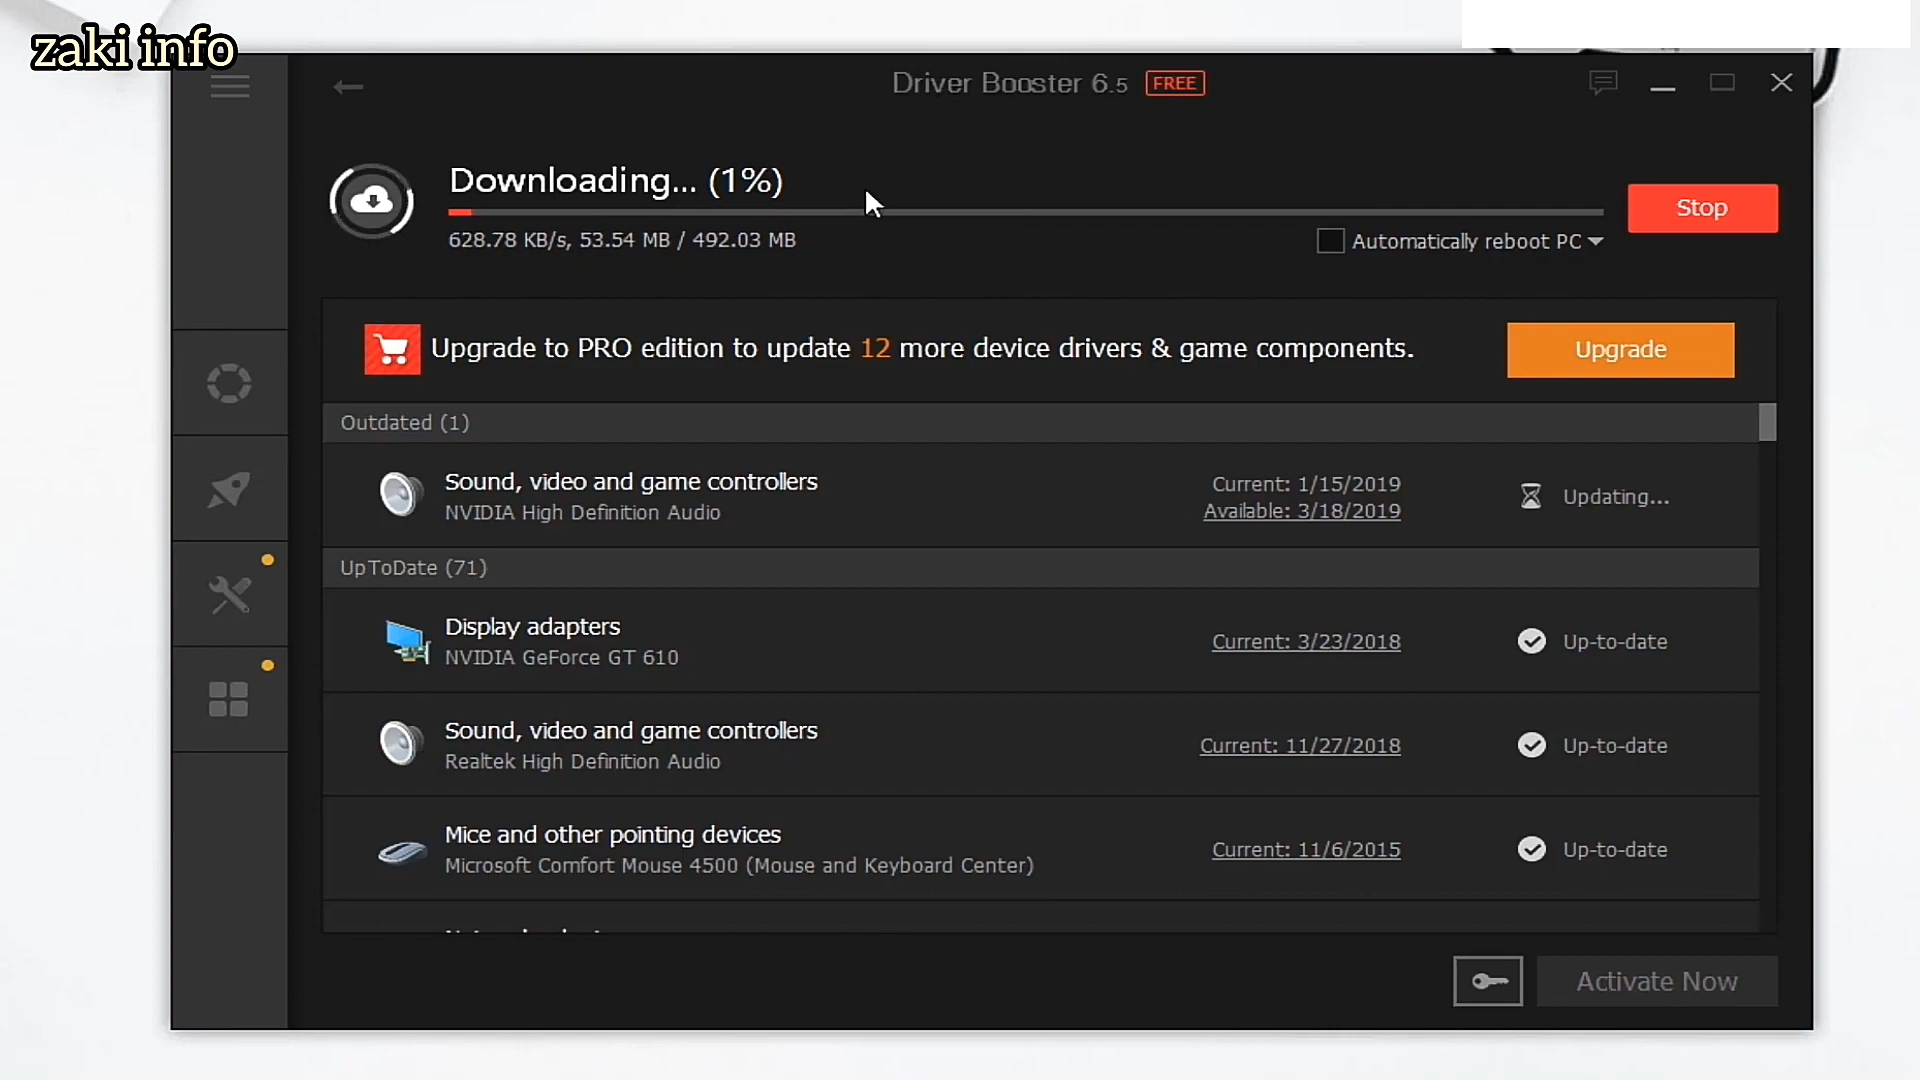 zaki info
Driver Booster 6.5 FREE
Downloading... (1%)
Stop
628.78 KB/s, 53.54 MB / 492.03 MB
Automatically reboot PC
Upgrade to PRO edition to update 12 more device drivers & game components.
Upgrade
Outdated (1)
Sound, video and game controllers
NVIDIA High Definition Audio
Current: 1/15/2019
Available: 3/18/2019
Updating...
UpToDate (71)
Display adapters
NVIDIA GeForce GT 610
Current: 3/23/2018
Up-to-date
Sound, video and game controllers
Realtek High Definition Audio
Current: 11/27/2018
Up-to-date
Mice and other pointing devices
Microsoft Comfort Mouse 4500 (Mouse and Keyboard Center)
Current: 11/6/2015
Up-to-date
Activate Now